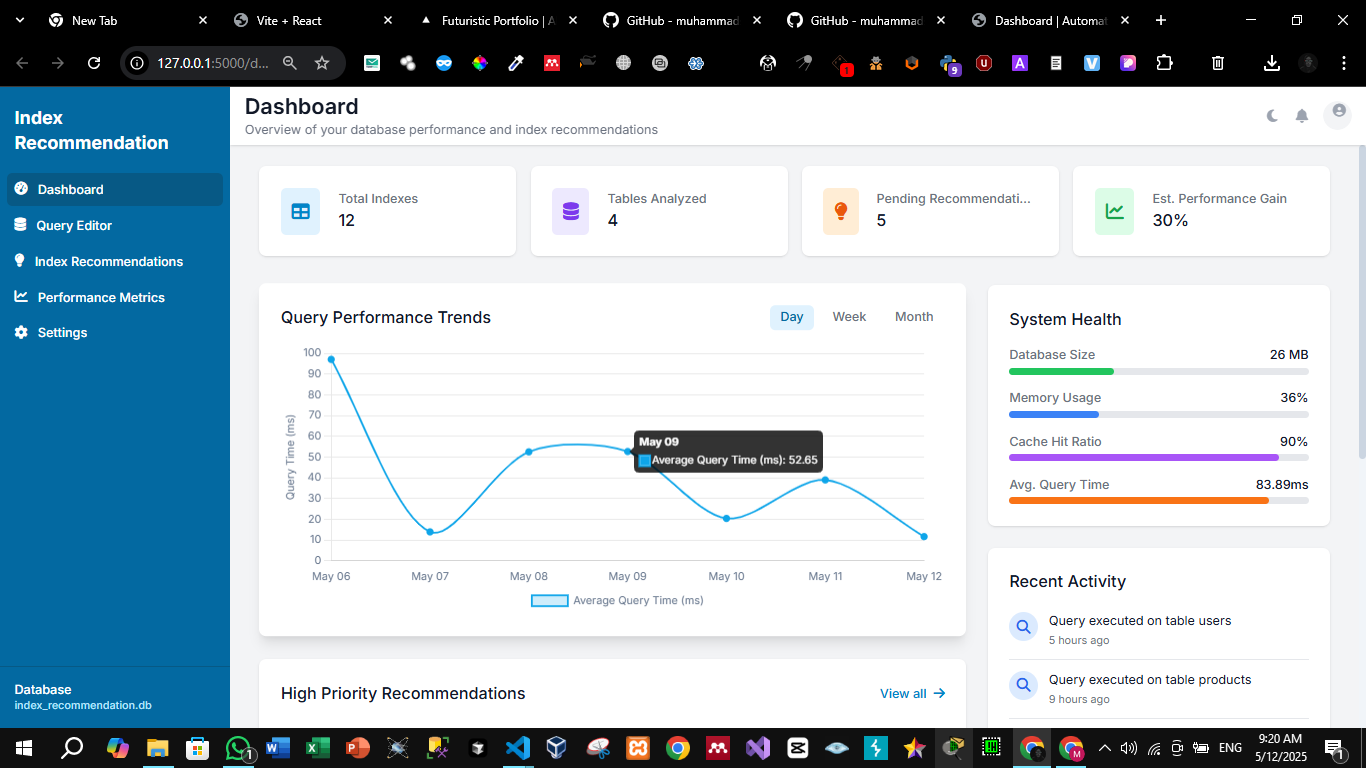 New Tab
Vite + React
Futuristic Portfolio | A
GitHub - muhammad
GitHub - muhammad
Dashboard | Automat
127.0.0.1:5000/d...
1
9
u
A
V
Index
Recommendation
Dashboard
Query Editor
Index Recommendations
Performance Metrics
Settings
Database
index_recommendation.db
Dashboard
Overview of your database performance and index recommendations
Total Indexes
12
Tables Analyzed
4
Pending Recommendati...
5
Est. Performance Gain
30%
Query Performance Trends
Day
Week
Month
Query Time (ms)
100
90
80
70
60
50
40
30
20
10
0
May 09
Average Query Time (ms): 52.65
May 06
May 07
May 08
May 09
May 10
May 11
May 12
Average Query Time (ms)
High Priority Recommendations
View all
System Health
Database Size
26 MB
Memory Usage
36%
Cache Hit Ratio
90%
Avg. Query Time
83.89ms
Recent Activity
Query executed on table users
5 hours ago
Query executed on table products
9 hours ago
1
M
ENG
9:20 AM
5/12/2025
1